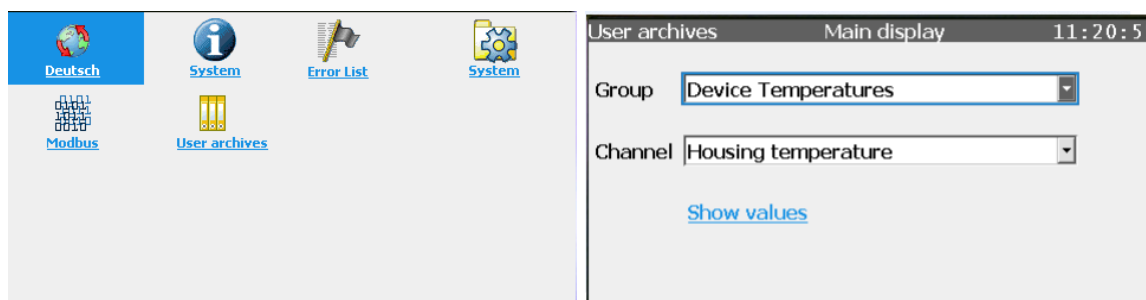 Deutsch System Error List System
Modbus User archives
User archives Main display 11:20:5
Group Device Temperatures
Channel Housing temperature
Show values